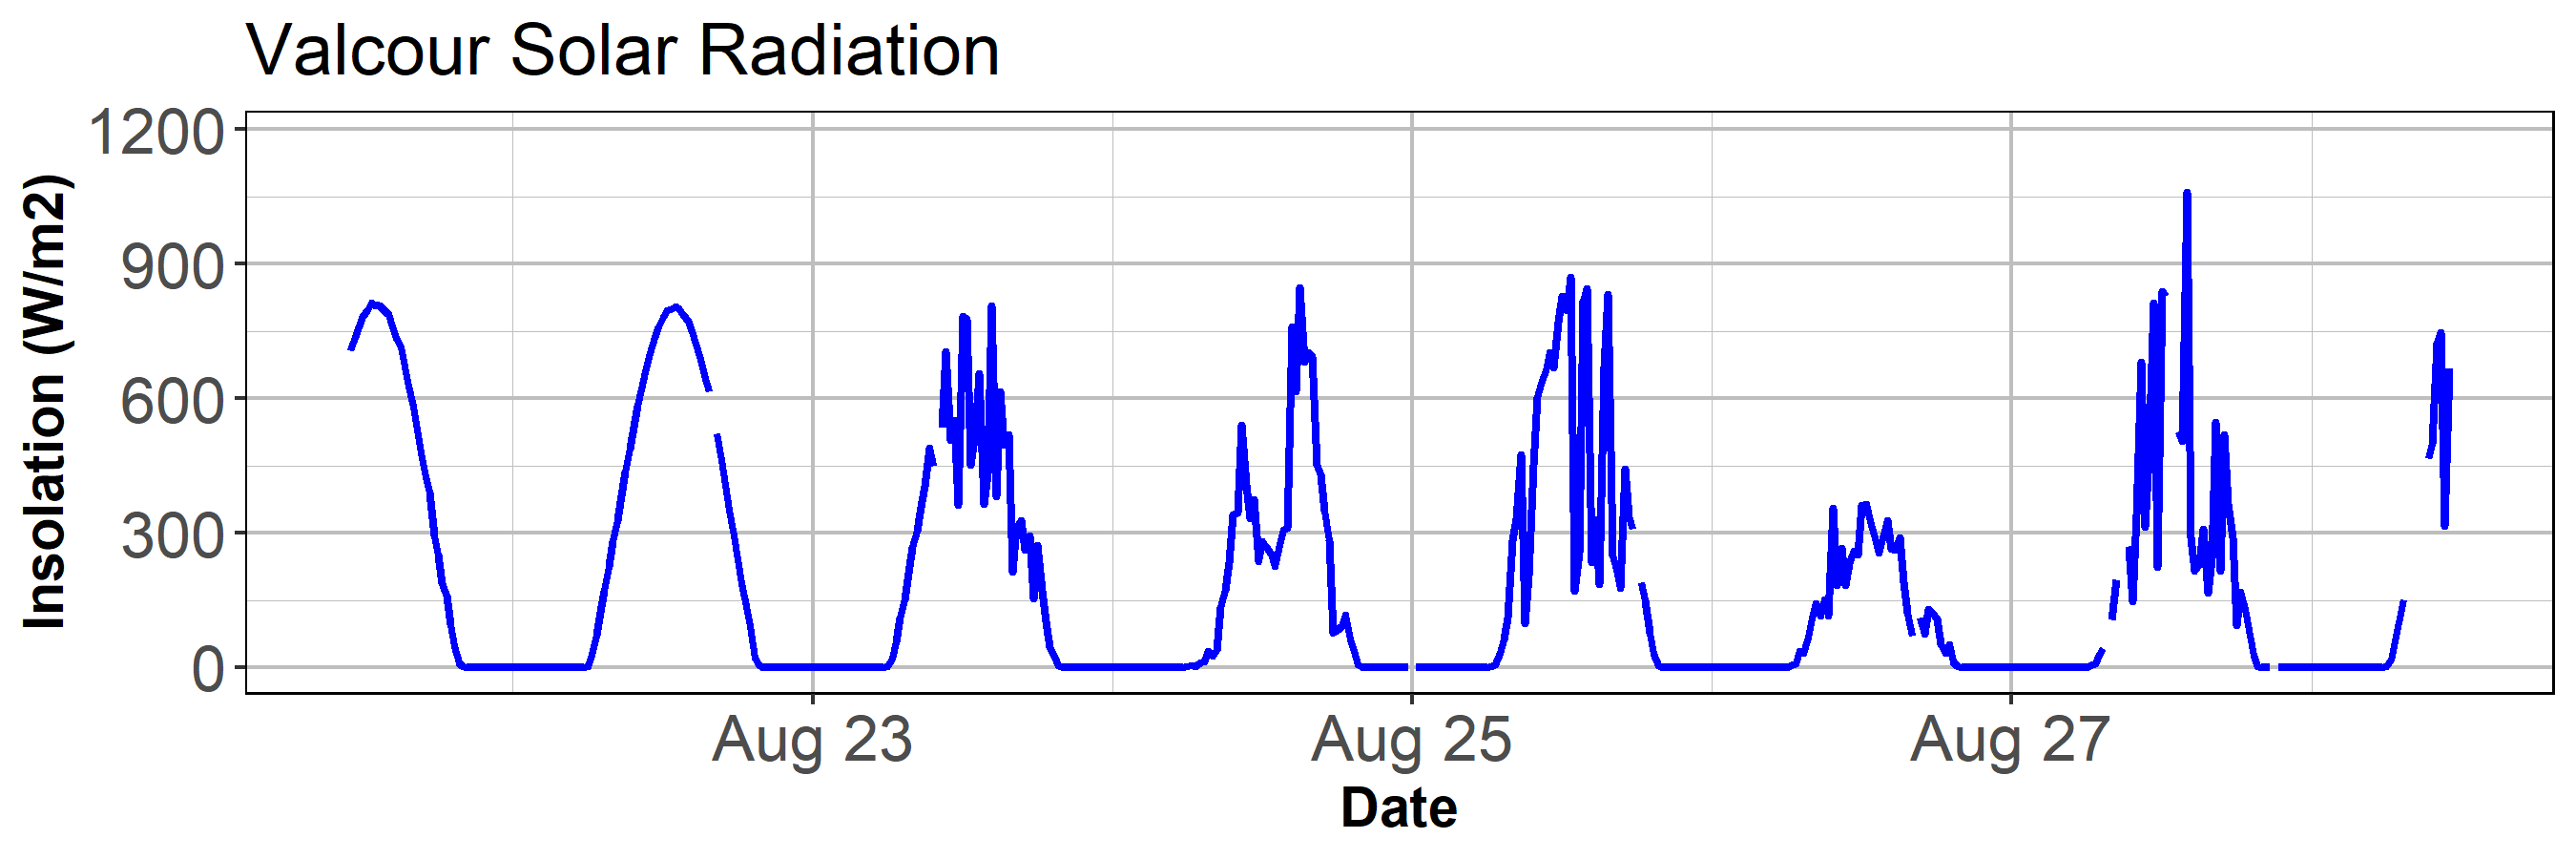 Valcour Solar Radiation
1200
900
600
300
0
Insolation (W/m2)
Aug 23
Aug 25
Aug 27
Date